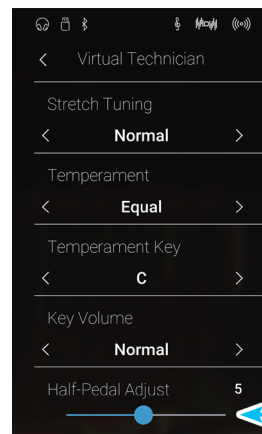 Virtual Technician
Stretch Tuning
Normal
Temperament
Equal
Temperament Key
C
Key Volume
Normal
Half-Pedal Adjust 5